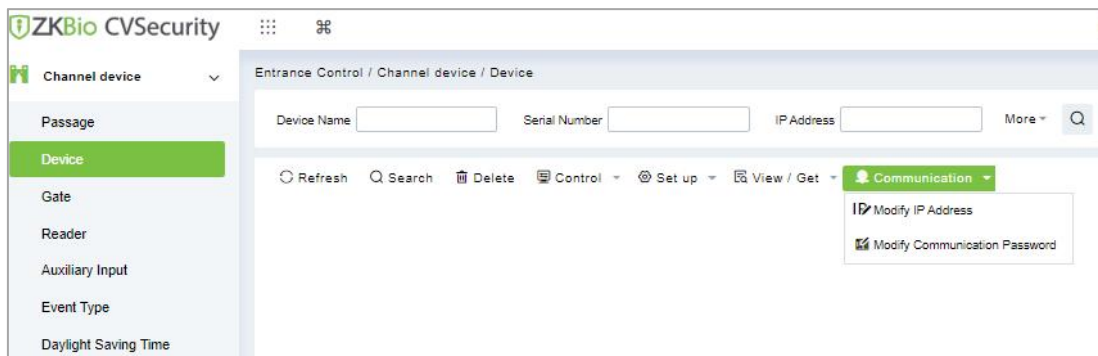 ZKBio CVSecurity
Channel device
Entrance Control / Channel device / Device
Passage
Device Name Serial Number IP Address More
Device
Refresh Search Delete Control Set up View / Get Communication
Gate
Modify IP Address
Reader
Modify Communication Password
Auxiliary Input
Event Type
Daylight Saving Time